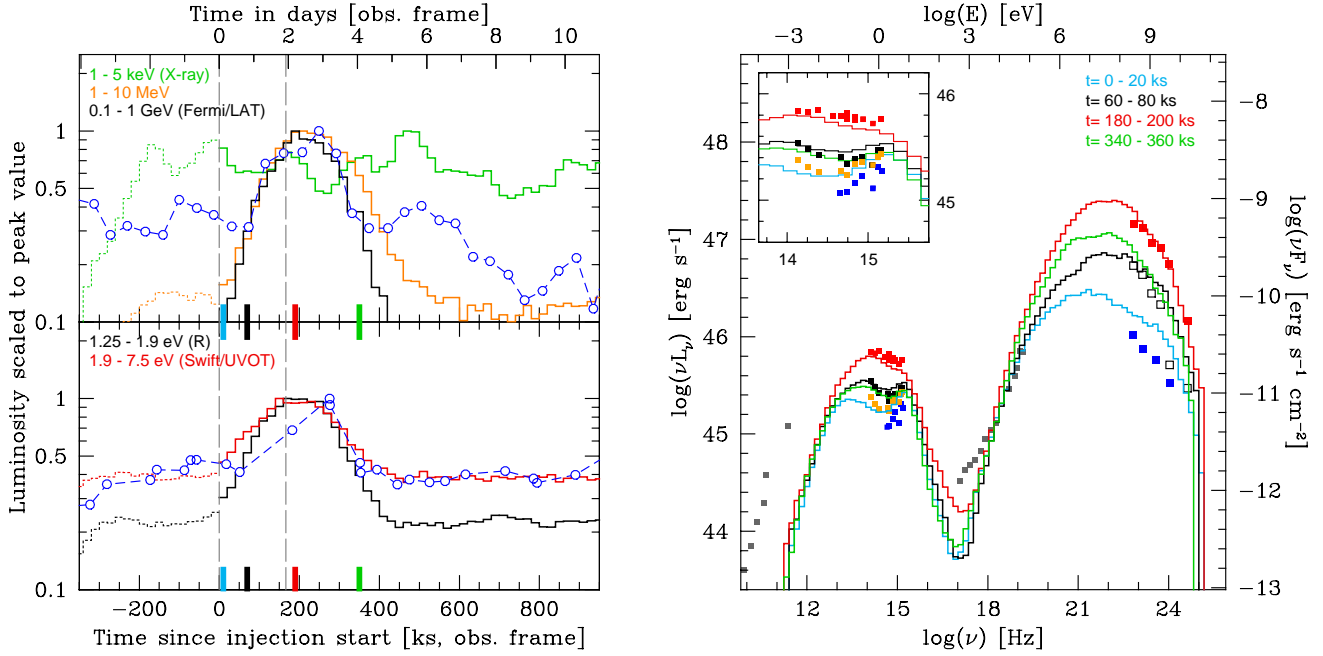 Time in days [obs. frame]
0 2 4 6 8 10
1 - 5 keV (X-ray)
1 - 10 MeV
0.1 - 1 GeV (Fermi/LAT)
1
0.5
0.1
1.25 - 1.9 eV (R)
1.9 - 7.5 eV (Swift/UVOT)
1
0.5
0.1
Luminosity scaled to peak value
−200 0 200 400 600 800
Time since injection start [ks, obs. frame]
log(E) [eV]
−3 0 3 6 9
t= 0 - 20 ks
t= 60 - 80 ks
t= 180 - 200 ks
t= 340 - 360 ks
46
45
14 15
48
47
46
45
44
log(νLν) [erg s⁻¹]
−8
−9
−10
−11
−12
−13
log(νFν) [erg s⁻¹ cm⁻²]
12 15 18 21 24
log(ν) [Hz]